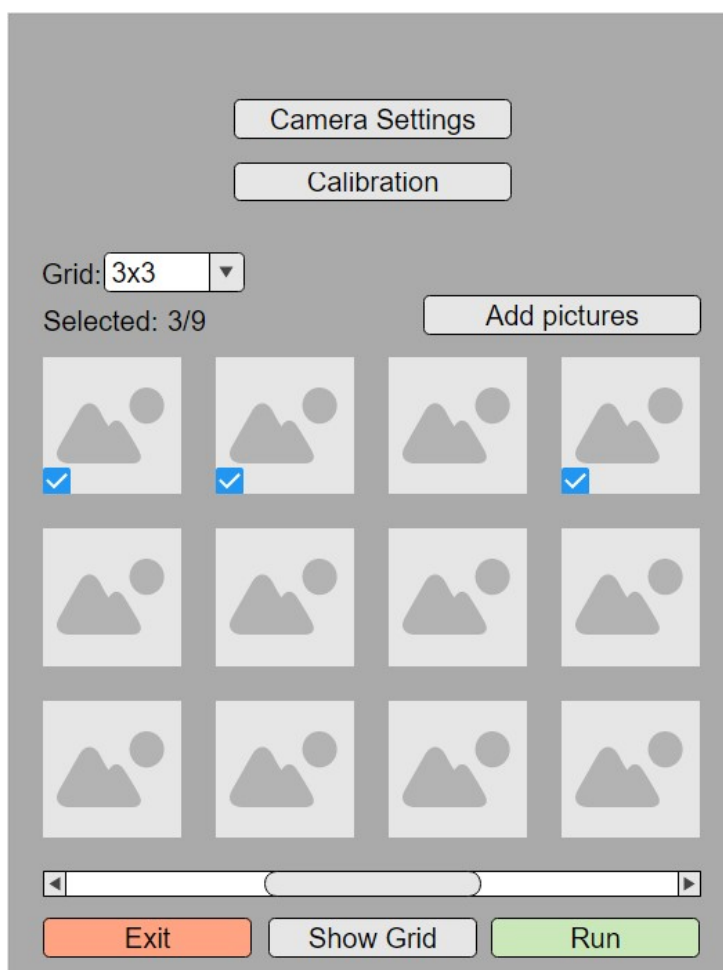 Camera Settings
Calibration
Grid: 3x3
Selected: 3/9
Add pictures
Exit
Show Grid
Run